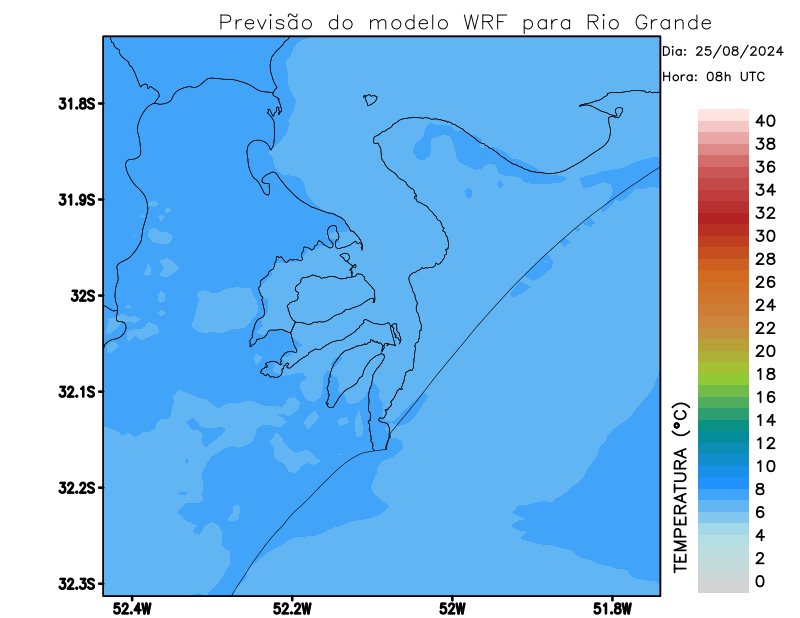 Previsão do modelo WRF para Rio Grande
Dia: 25/08/2024
Hora: 08h UTC
31.8S
31.9S
32S
32.1S
32.2S
32.3S
52.4W
52.2W
52W
51.8W
TEMPERATURA (°C)
40
38
36
34
32
30
28
26
24
22
20
18
16
14
12
10
8
6
4
2
0